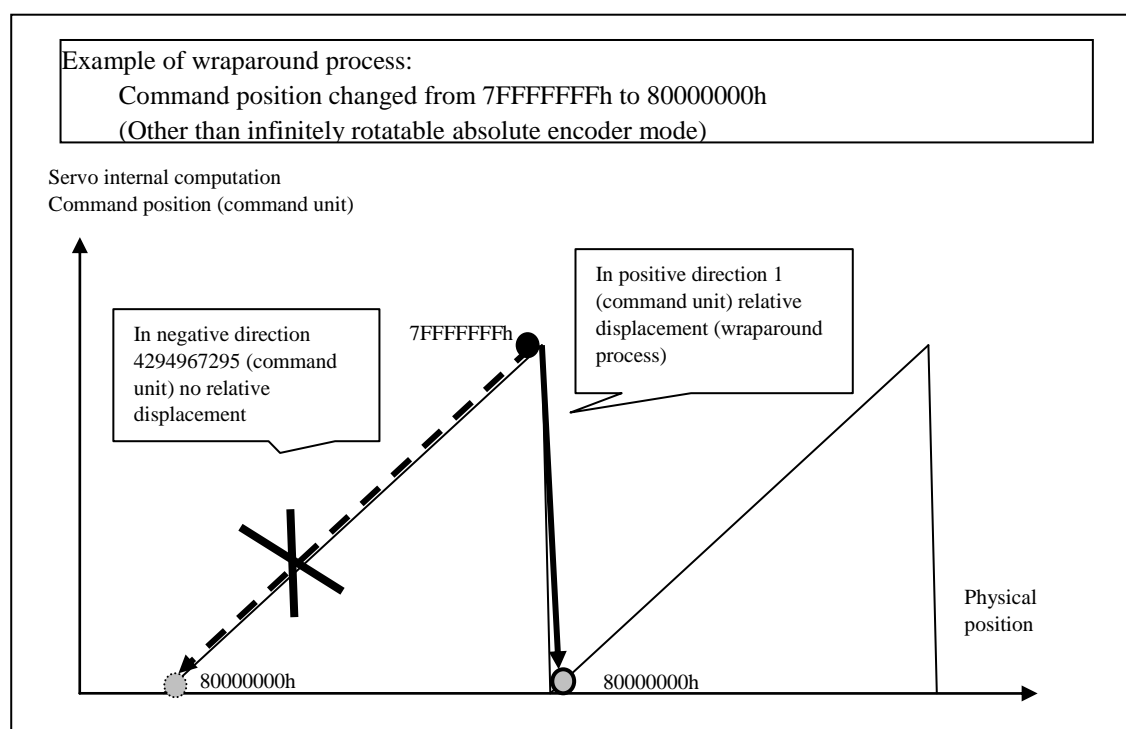 Example of wraparound process:
Command position changed from 7FFFFFFFh to 80000000h
(Other than infinitely rotatable absolute encoder mode)
Servo internal computation
Command position (command unit)
In positive direction 1
(command unit) relative
displacement (wraparound
process)
In negative direction
4294967295 (command
unit) no relative
displacement
7FFFFFFFh
Physical
position
80000000h
80000000h